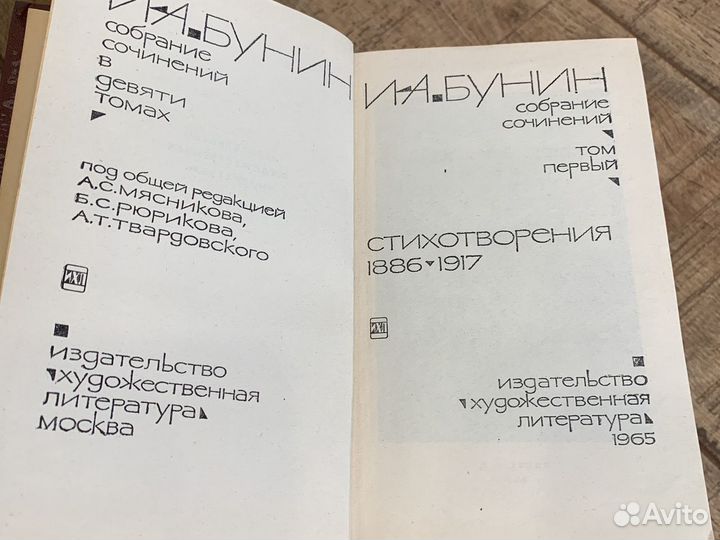 И·А.БУНИН
собрание
сочинений
в
девяти
томах
под общей редакцией
А.С.Мясникова,
Б.С.Рюрикова,
А.Т.Твардовского
издательство
художественная
литература
москва
И·А.БУНИН
собрание
сочинений
том
первый
стихотворения
1886 1917
издательство
художественная
литература
1965
Avito